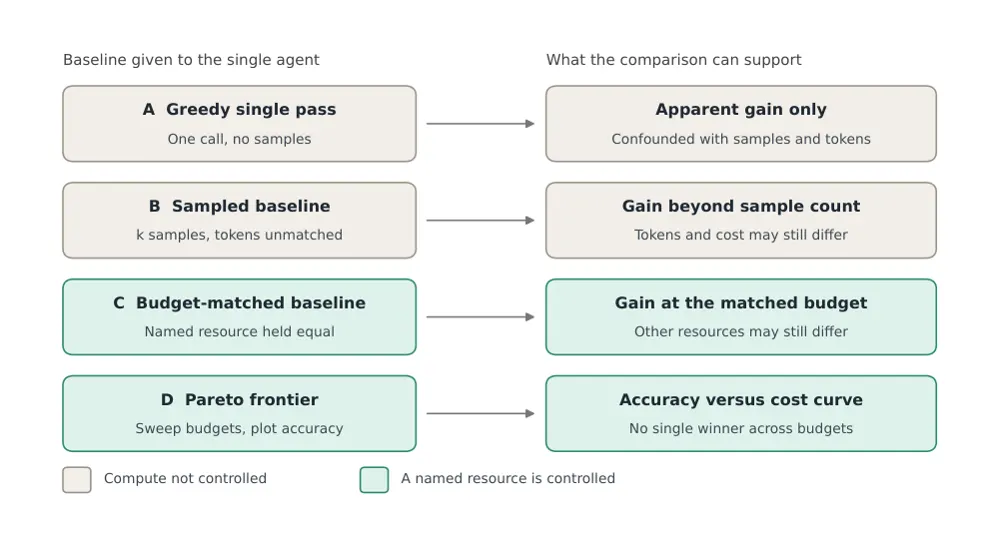 Baseline given to the single agent
What the comparison can support
A Greedy single pass
One call, no samples
Apparent gain only
Confounded with samples and tokens
B Sampled baseline
k samples, tokens unmatched
Gain beyond sample count
Tokens and cost may still differ
C Budget-matched baseline
Named resource held equal
Gain at the matched budget
Other resources may still differ
D Pareto frontier
Sweep budgets, plot accuracy
Accuracy versus cost curve
No single winner across budgets
Compute not controlled
A named resource is controlled